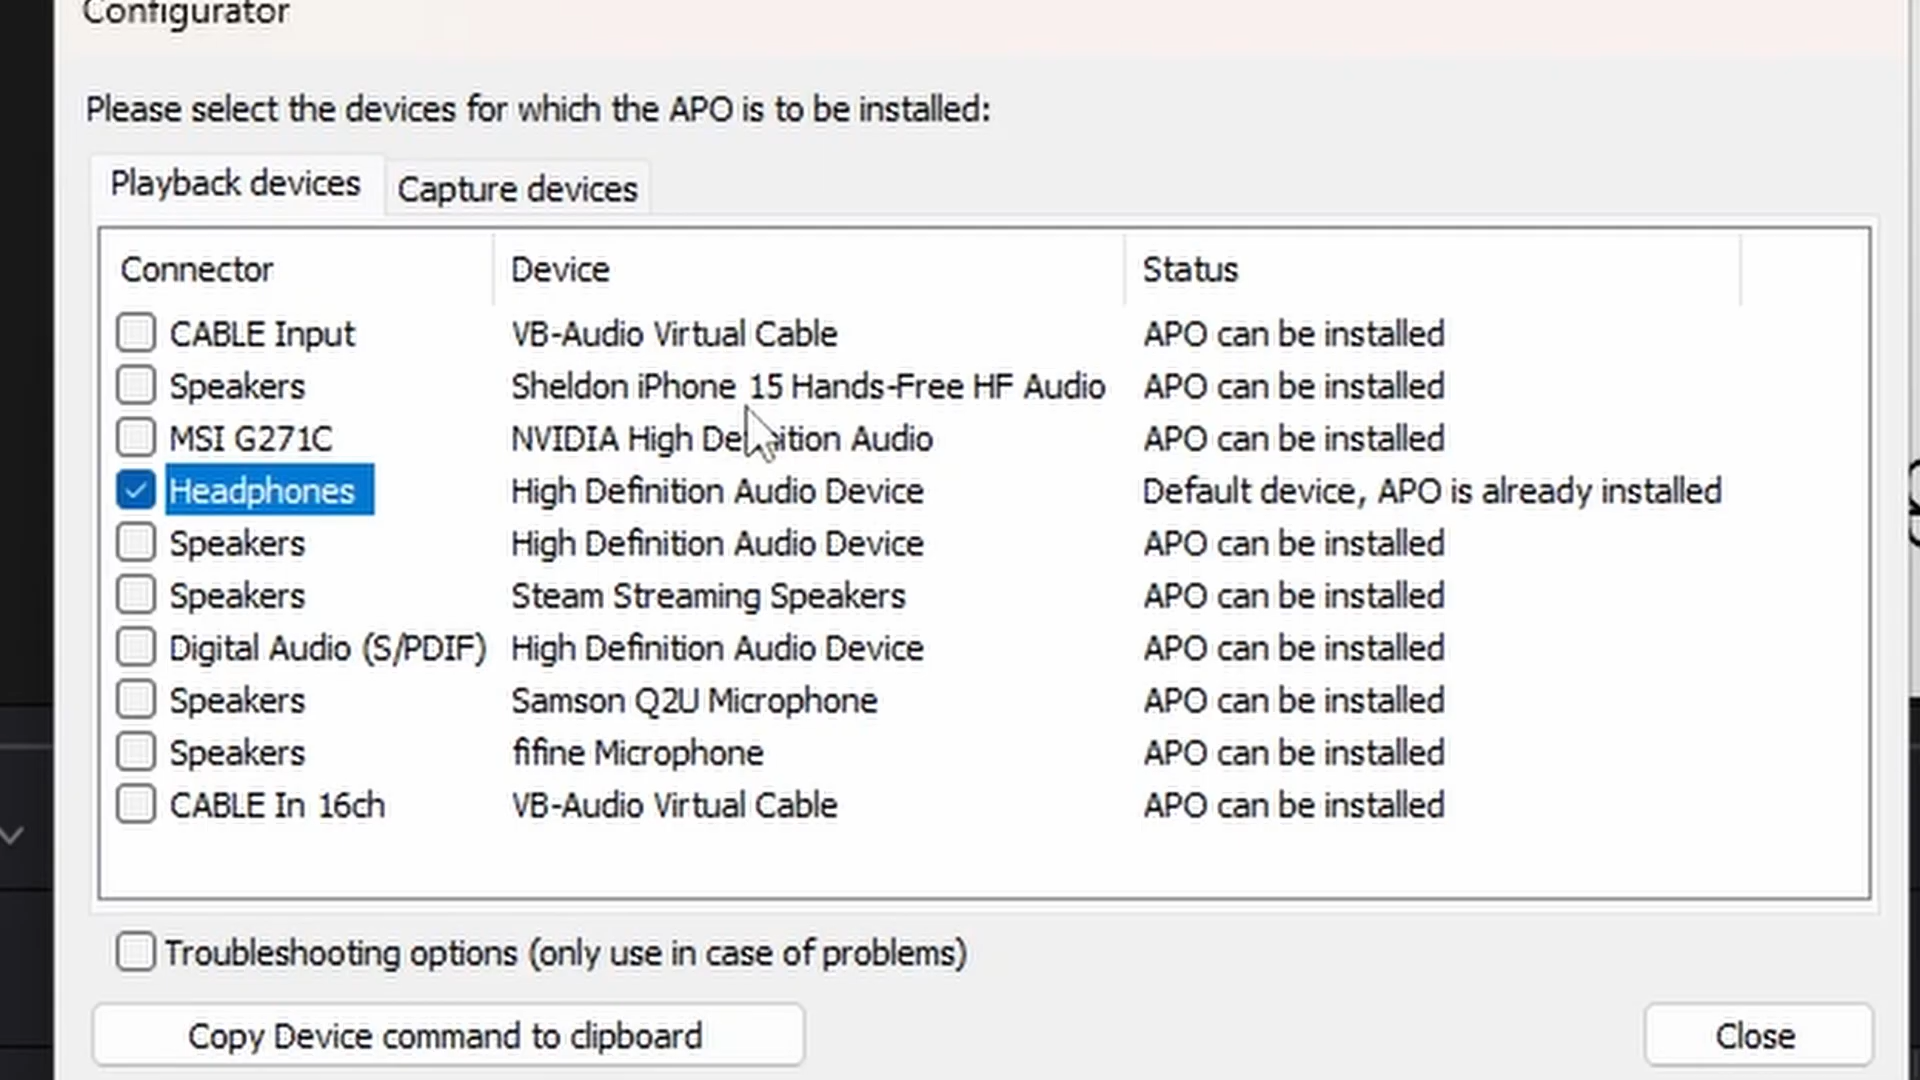 Configurator
Please select the devices for which the APO is to be installed:
Playback devices Capture devices
Connector Device Status
CABLE Input VB-Audio Virtual Cable APO can be installed
Speakers Sheldon iPhone 15 Hands-Free HF Audio APO can be installed
MSI G271C NVIDIA High Definition Audio APO can be installed
Headphones High Definition Audio Device Default device, APO is already installed
Speakers High Definition Audio Device APO can be installed
Speakers Steam Streaming Speakers APO can be installed
Digital Audio (S/PDIF) High Definition Audio Device APO can be installed
Speakers Samson Q2U Microphone APO can be installed
Speakers fifine Microphone APO can be installed
CABLE In 16ch VB-Audio Virtual Cable APO can be installed
Troubleshooting options (only use in case of problems)
Copy Device command to clipboard Close